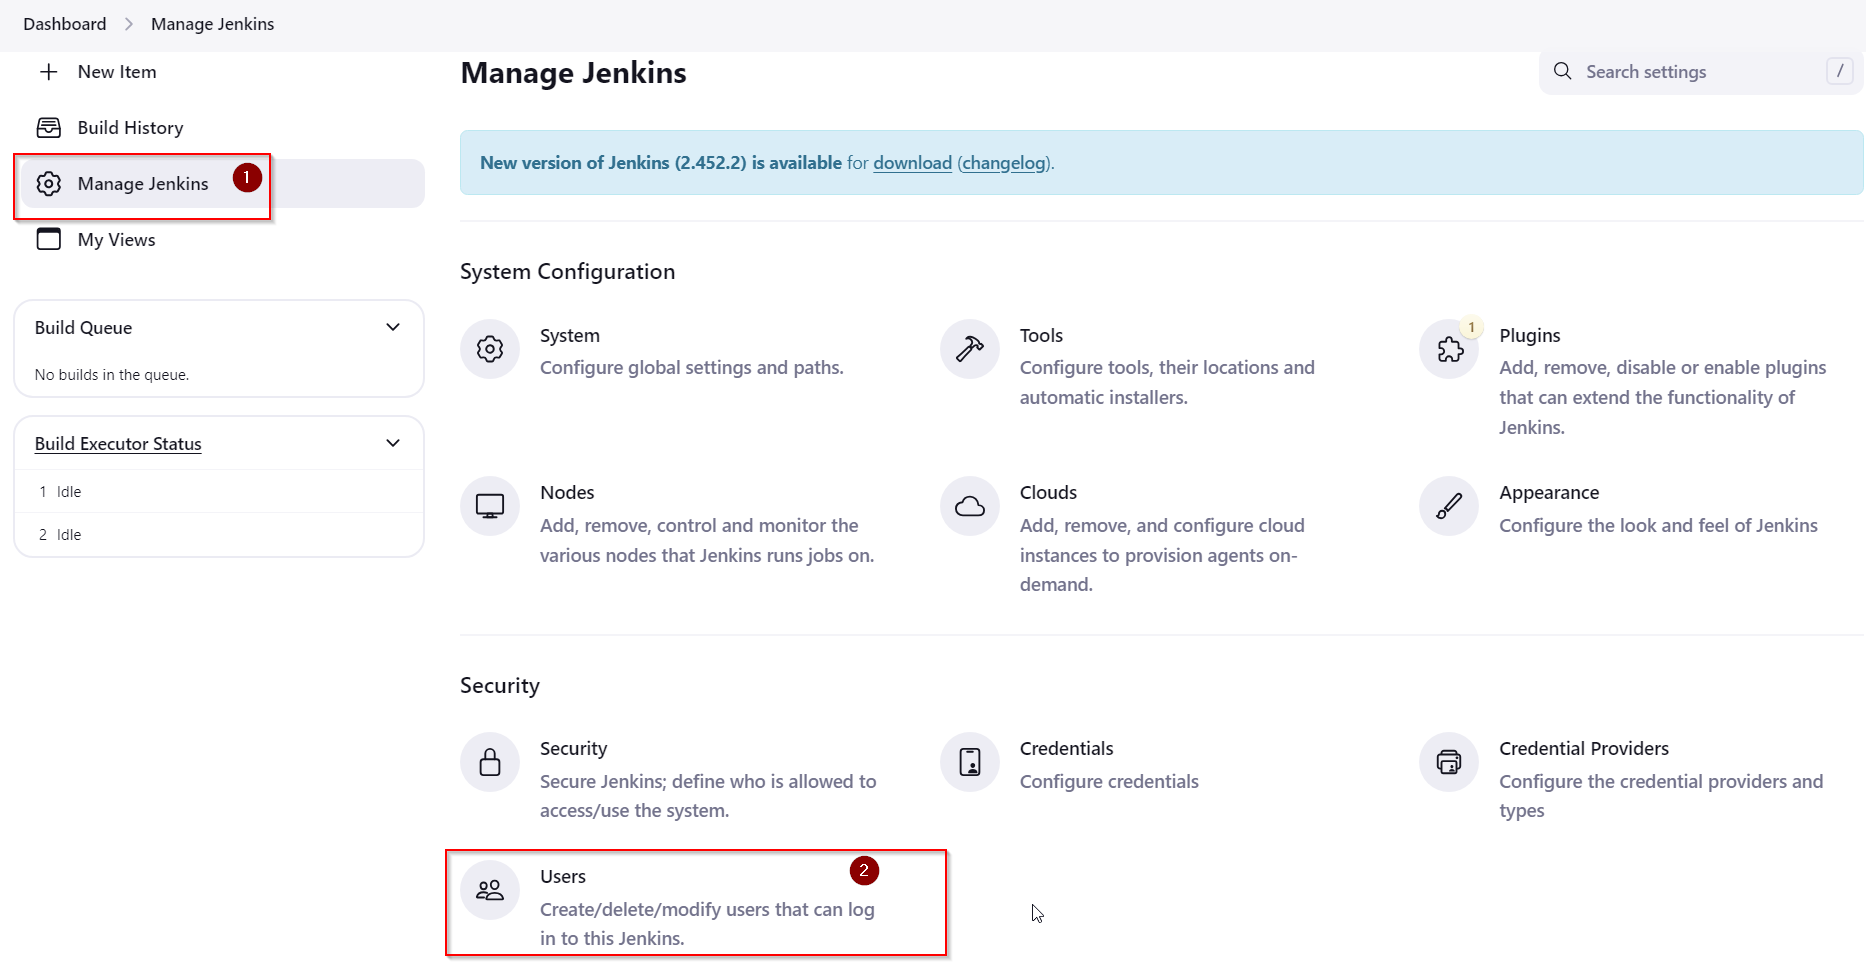 Dashboard > Manage Jenkins
New Item
Build History
Manage Jenkins 1
My Views
Build Queue
No builds in the queue.
Build Executor Status
1 Idle
2 Idle
Manage Jenkins
Search settings /
New version of Jenkins (2.452.2) is available for download (changelog).
System Configuration
System
Configure global settings and paths.
Tools
Configure tools, their locations and
automatic installers.
1
Plugins
Add, remove, disable or enable plugins
that can extend the functionality of
Jenkins.
Nodes
Add, remove, control and monitor the
various nodes that Jenkins runs jobs on.
Clouds
Add, remove, and configure cloud
instances to provision agents on-
demand.
Appearance
Configure the look and feel of Jenkins
Security
Security
Secure Jenkins; define who is allowed to
access/use the system.
Credentials
Configure credentials
Credential Providers
Configure the credential providers and
types
Users 2
Create/delete/modify users that can log
in to this Jenkins.